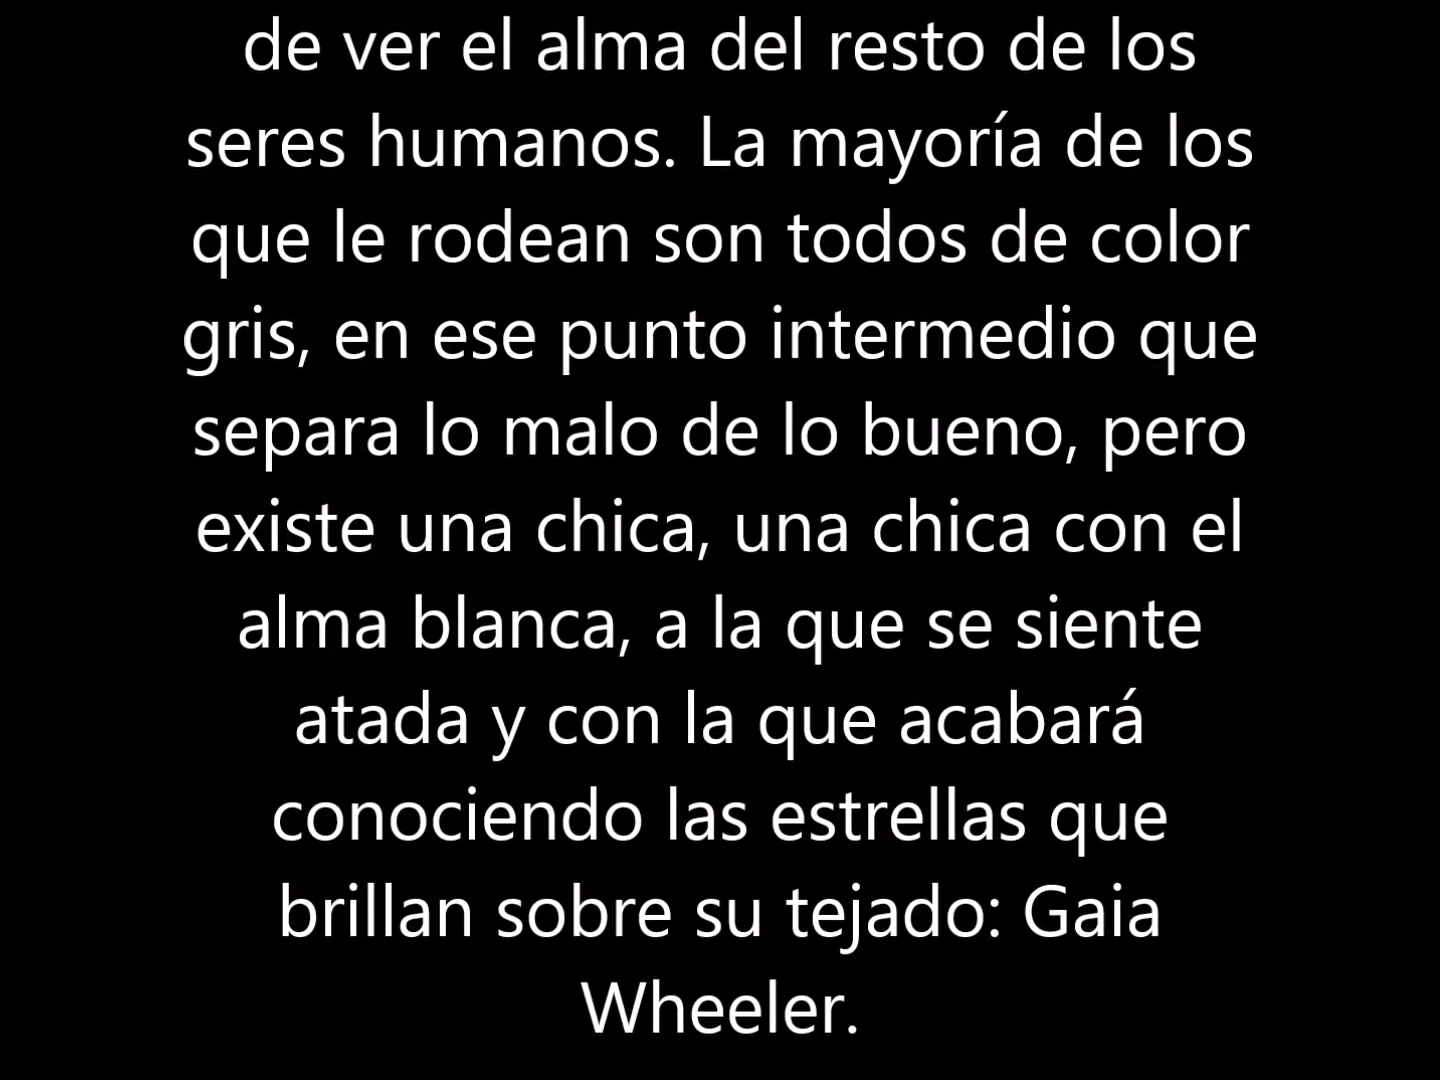 de ver el alma del resto de los
seres humanos. La mayoría de los
que le rodean son todos de color
gris, en ese punto intermedio que
separa lo malo de lo bueno, pero
existe una chica, una chica con el
alma blanca, a la que se siente
atada y con la que acabará
conociendo las estrellas que
brillan sobre su tejado: Gaia
Wheeler.